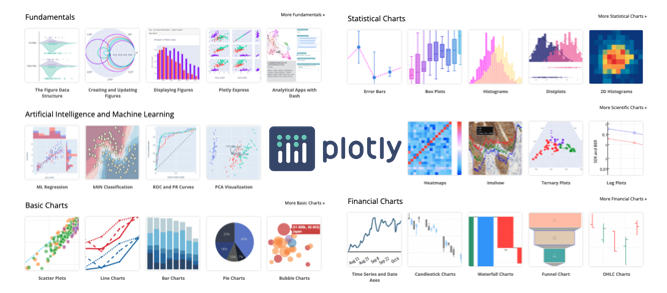 Fundamentals
More Fundamentals »
The Figure Data
Structure
Creating and Updating
Figures
Displaying Figures
Plotly Express
Analytical Apps with
Dash
Artificial Intelligence and Machine Learning
ML Regression
kNN Classification
ROC and PR Curves
PCA Visualization
Basic Charts
More Basic Charts »
Scatter Plots
Line Charts
Bar Charts
Pie Charts
Bubble Charts
plotly
Statistical Charts
More Statistical Charts »
Error Bars
Box Plots
Histograms
Distplots
2D Histograms
More Scientific Charts »
Heatmaps
Imshow
Ternary Plots
Log Plots
Financial Charts
More Financial Charts »
Time Series and Date
Axes
Candlestick Charts
Waterfall Charts
Funnel Chart
OHLC Charts